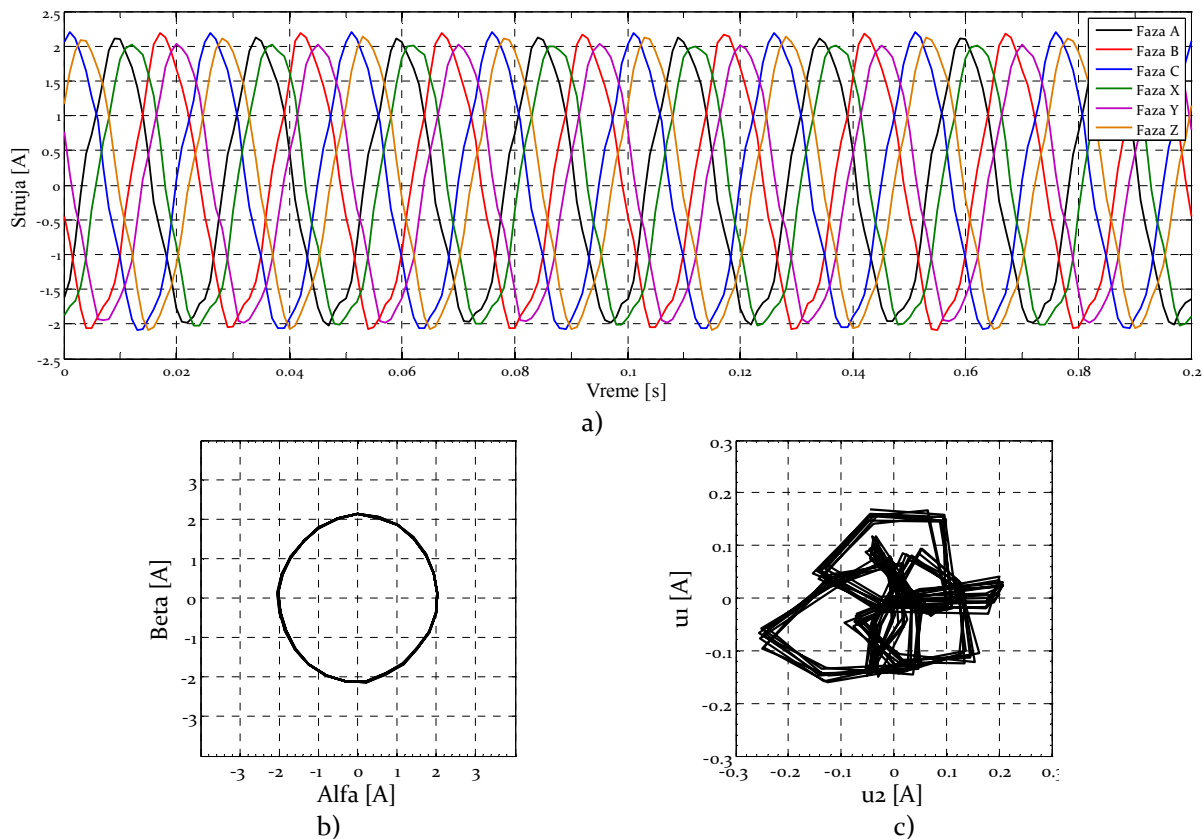 2.5
2
1.5
1
0.5
0
-0.5
-1
-1.5
-2
-2.5
Struja [A]
Faza A
Faza B
Faza C
Faza X
Faza Y
Faza Z
0 0.02 0.04 0.06 0.08 0.1 0.12 0.14 0.16 0.18 0.2
Vreme [s]
a)
3
2
1
0
-1
-2
-3
Beta [A]
-3 -2 -1 0 1 2 3
Alfa [A]
b)
0.3
0.2
0.1
0
-0.1
-0.2
-0.3
u1 [A]
-0.3 -0.2 -0.1 0 0.1 0.2
u2 [A]
c)